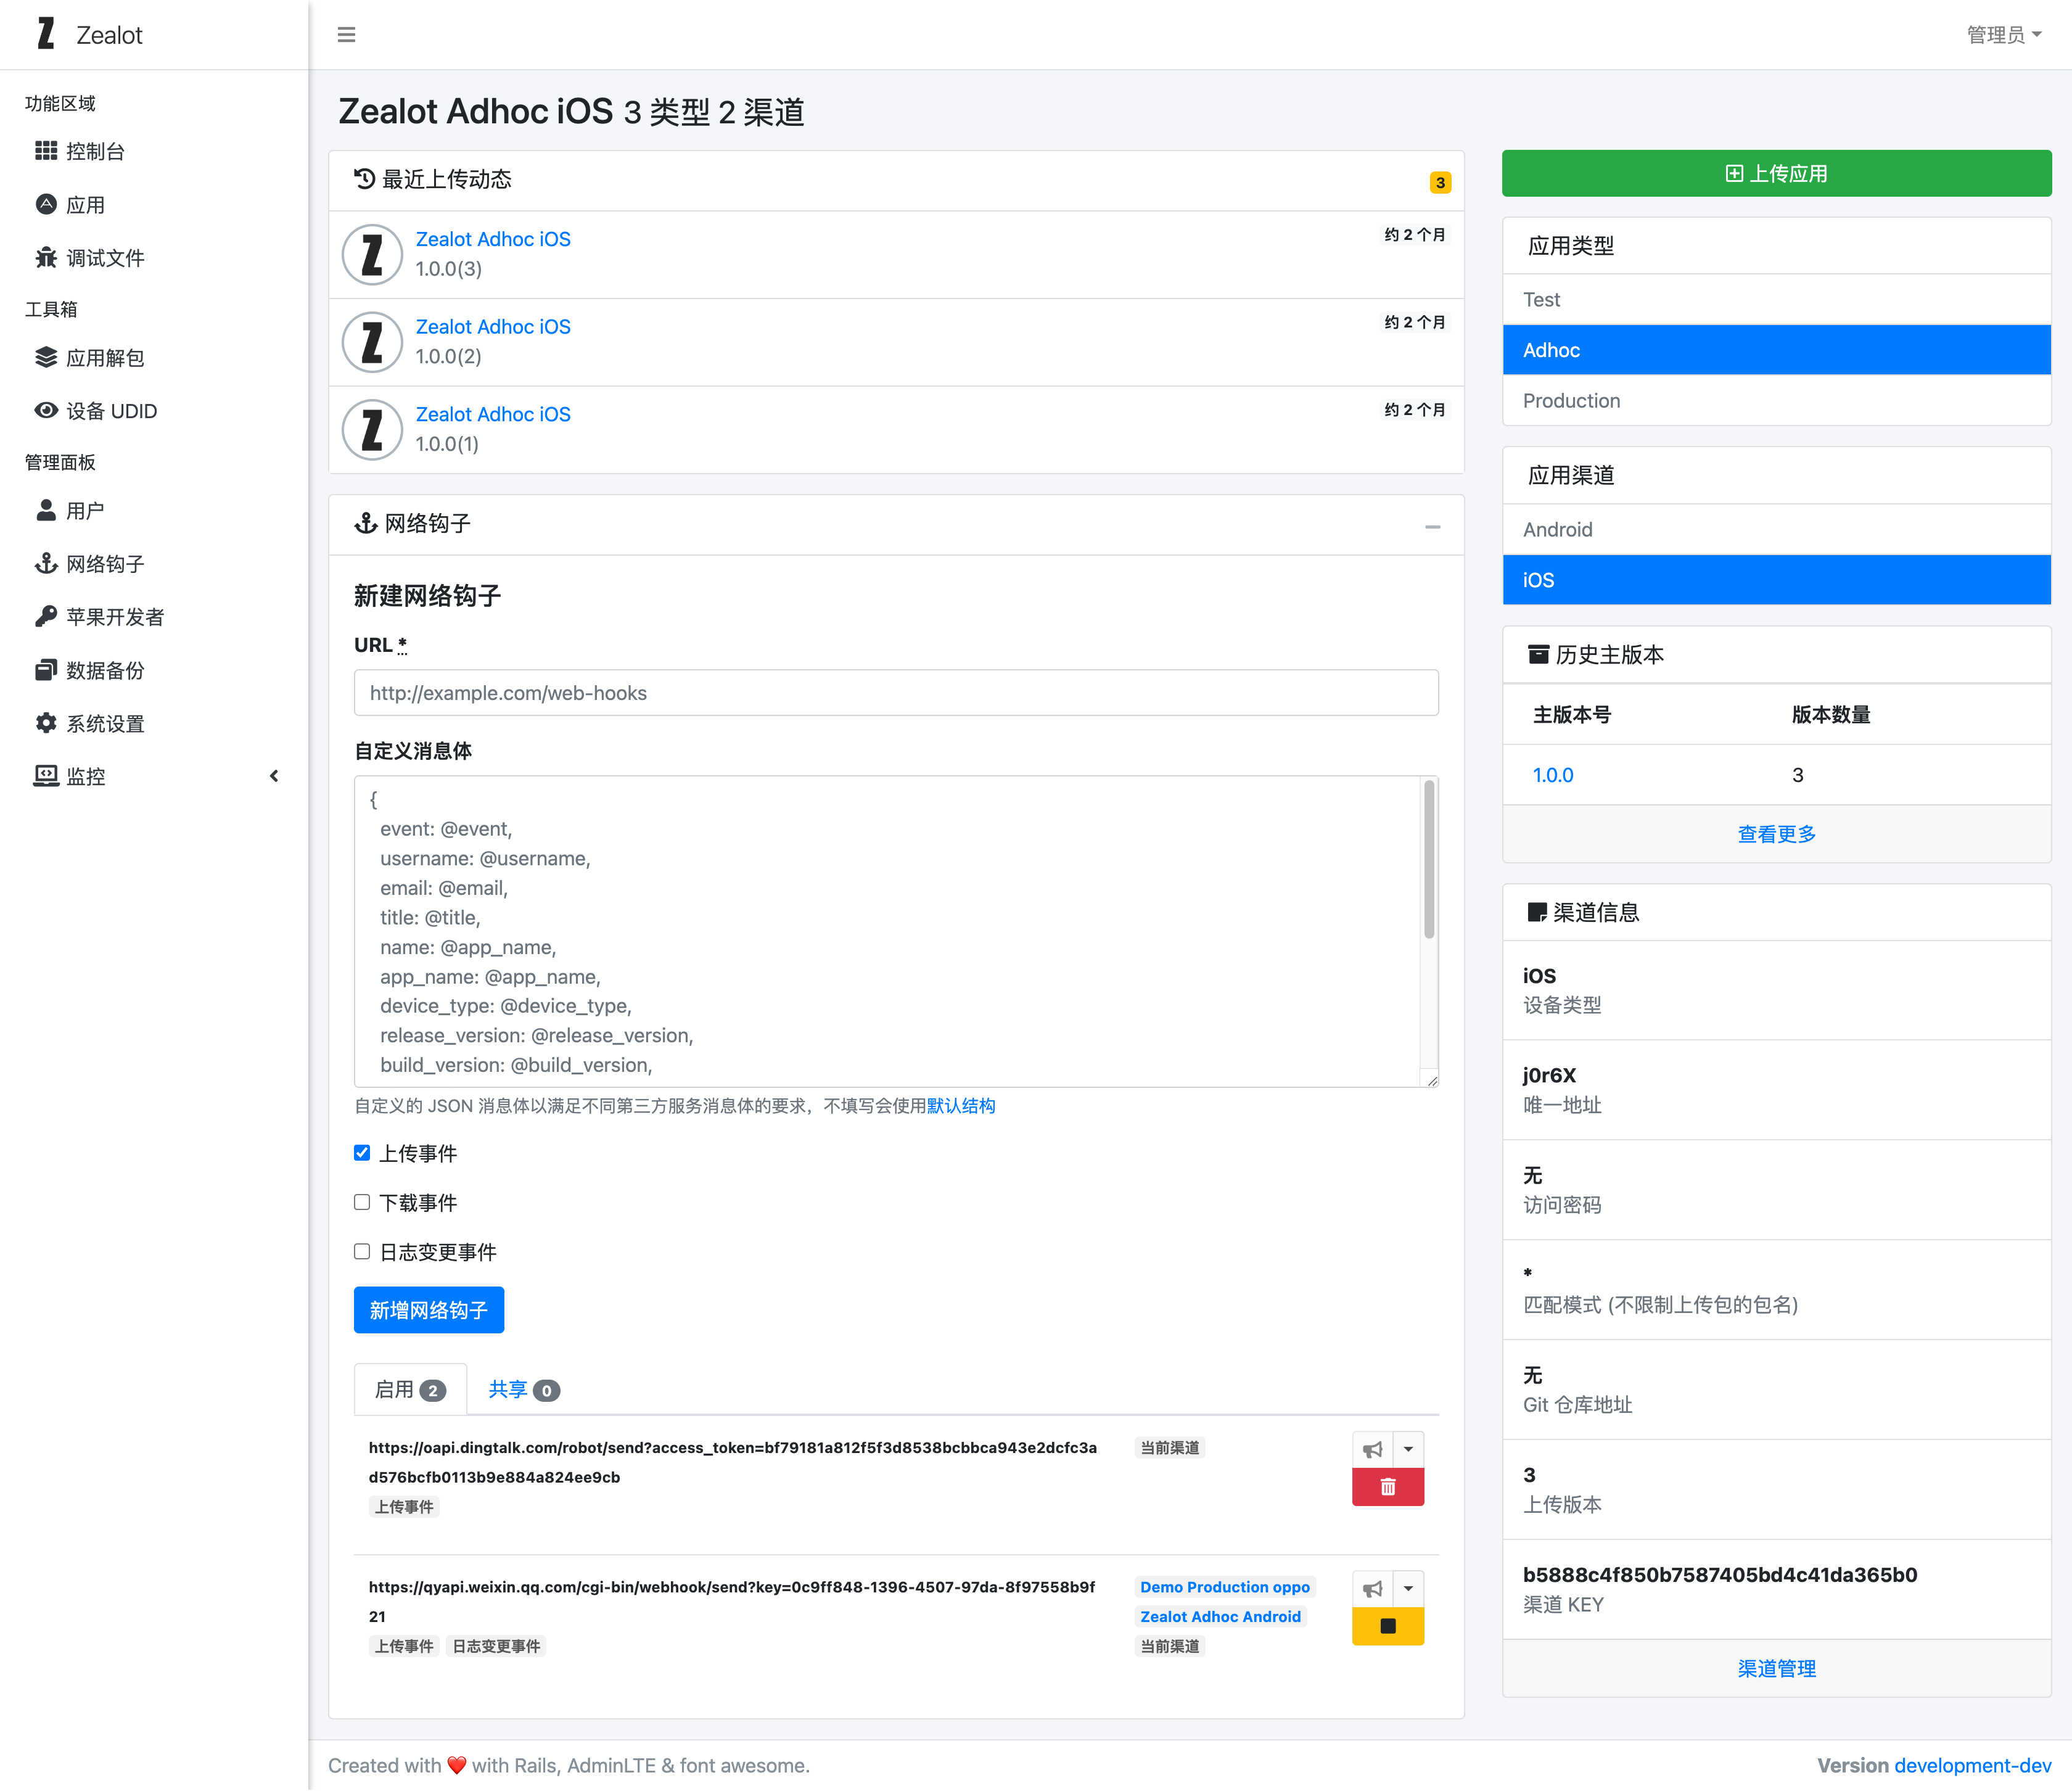 Zealot
管理员
功能区域
控制台
应用
调试文件
工具箱
应用解包
设备 UDID
管理面板
用户
网络钩子
苹果开发者
数据备份
系统设置
监控
Zealot Adhoc iOS 3 类型 2 渠道
最近上传动态
3
Zealot Adhoc iOS
约 2 个月
1.0.0(3)
Zealot Adhoc iOS
约 2 个月
1.0.0(2)
Zealot Adhoc iOS
约 2 个月
1.0.0(1)
网络钩子
新建网络钩子
URL *
http://example.com/web-hooks
自定义消息体
{
event: @event,
username: @username,
email: @email,
title: @title,
name: @app_name,
app_name: @app_name,
device_type: @device_type,
release_version: @release_version,
build_version: @build_version,
自定义的 JSON 消息体以满足不同第三方服务消息体的要求，不填写会使用默认结构
上传事件
下载事件
日志变更事件
新增网络钩子
启用 2
共享 0
https://oapi.dingtalk.com/robot/send?access_token=bf79181a812f5f3d8538bcbbca943e2dcfc3a
d576bcfb0113b9e884a824ee9cb
上传事件
当前渠道
https://qyapi.weixin.qq.com/cgi-bin/webhook/send?key=0c9ff848-1396-4507-97da-8f97558b9f
21
上传事件 日志变更事件
Demo Production oppo
Zealot Adhoc Android
当前渠道
上传应用
应用类型
Test
Adhoc
Production
应用渠道
Android
iOS
历史主版本
主版本号 版本数量
1.0.0 3
查看更多
渠道信息
iOS
设备类型
j0r6X
唯一地址
无
访问密码
*
匹配模式 (不限制上传包的包名)
无
Git 仓库地址
3
上传版本
b5888c4f850b7587405bd4c41da365b0
渠道 KEY
渠道管理
Created with ❤️ with Rails, AdminLTE & font awesome.
Version development-dev